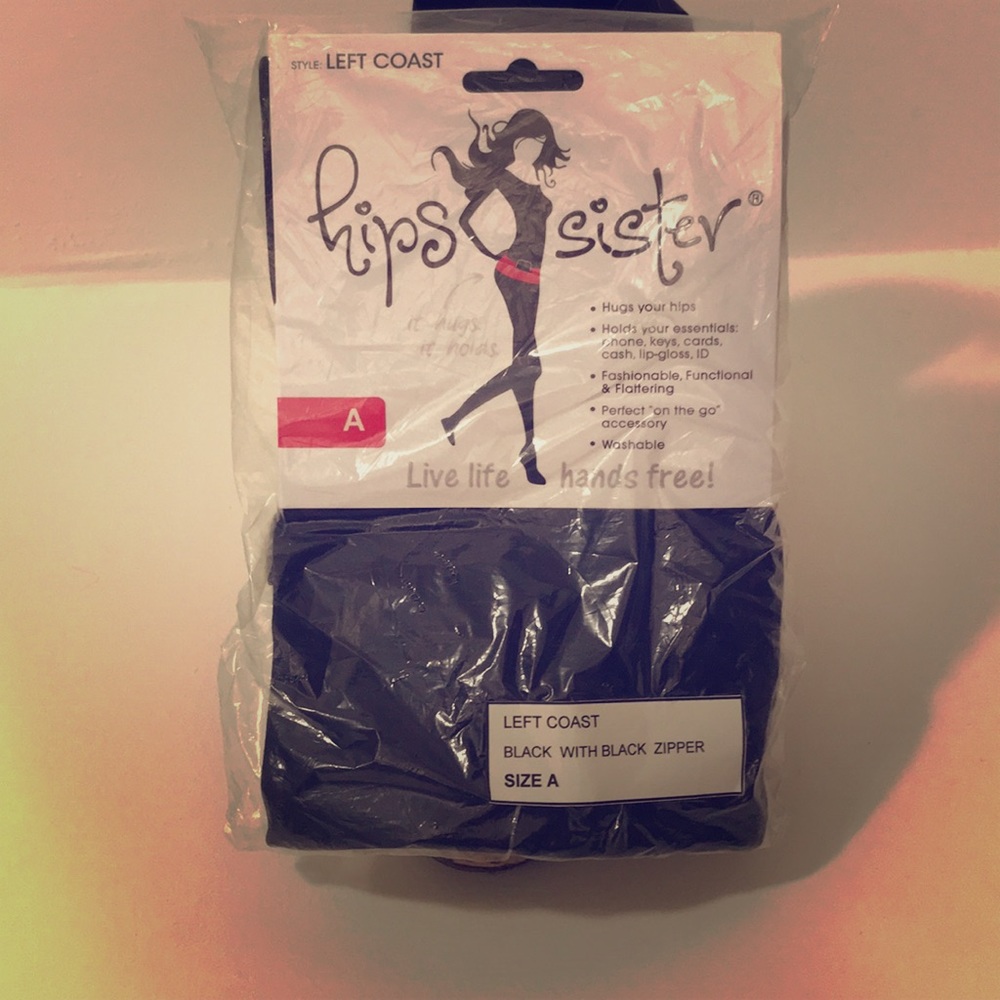 STYLE: LEFT COAST
hips sister®
it hugs
it holds
• Hugs your hips
• Holds your essentials:
phone, keys, cards,
cash, lip-gloss, ID
• Fashionable, Functional
& Flattering
• Perfect "on the go"
accessory
• Washable
A
Live life hands free!
LEFT COAST
BLACK WITH BLACK ZIPPER
SIZE A